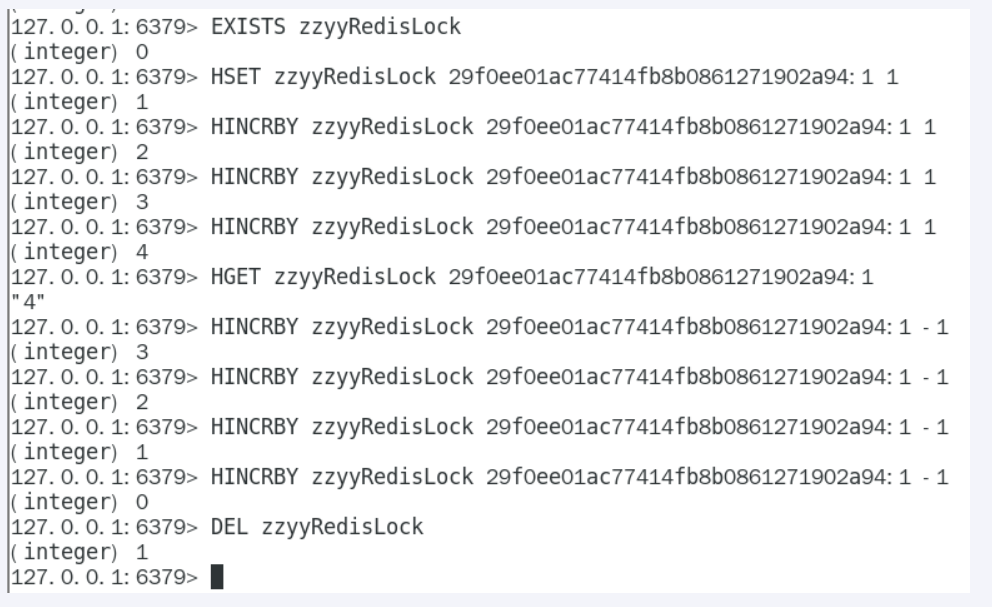 127.0.0.1:6379> EXISTS zzyyRedisLock
(integer) 0
127.0.0.1:6379> HSET zzyyRedisLock 29f0ee01ac77414fb8b0861271902a94:1 1
(integer) 1
127.0.0.1:6379> HINCRBY zzyyRedisLock 29f0ee01ac77414fb8b0861271902a94:1 1
(integer) 2
127.0.0.1:6379> HINCRBY zzyyRedisLock 29f0ee01ac77414fb8b0861271902a94:1 1
(integer) 3
127.0.0.1:6379> HINCRBY zzyyRedisLock 29f0ee01ac77414fb8b0861271902a94:1 1
(integer) 4
127.0.0.1:6379> HGET zzyyRedisLock 29f0ee01ac77414fb8b0861271902a94:1
"4"
127.0.0.1:6379> HINCRBY zzyyRedisLock 29f0ee01ac77414fb8b0861271902a94:1 -1
(integer) 3
127.0.0.1:6379> HINCRBY zzyyRedisLock 29f0ee01ac77414fb8b0861271902a94:1 -1
(integer) 2
127.0.0.1:6379> HINCRBY zzyyRedisLock 29f0ee01ac77414fb8b0861271902a94:1 -1
(integer) 1
127.0.0.1:6379> HINCRBY zzyyRedisLock 29f0ee01ac77414fb8b0861271902a94:1 -1
(integer) 0
127.0.0.1:6379> DEL zzyyRedisLock
(integer) 1
127.0.0.1:6379>